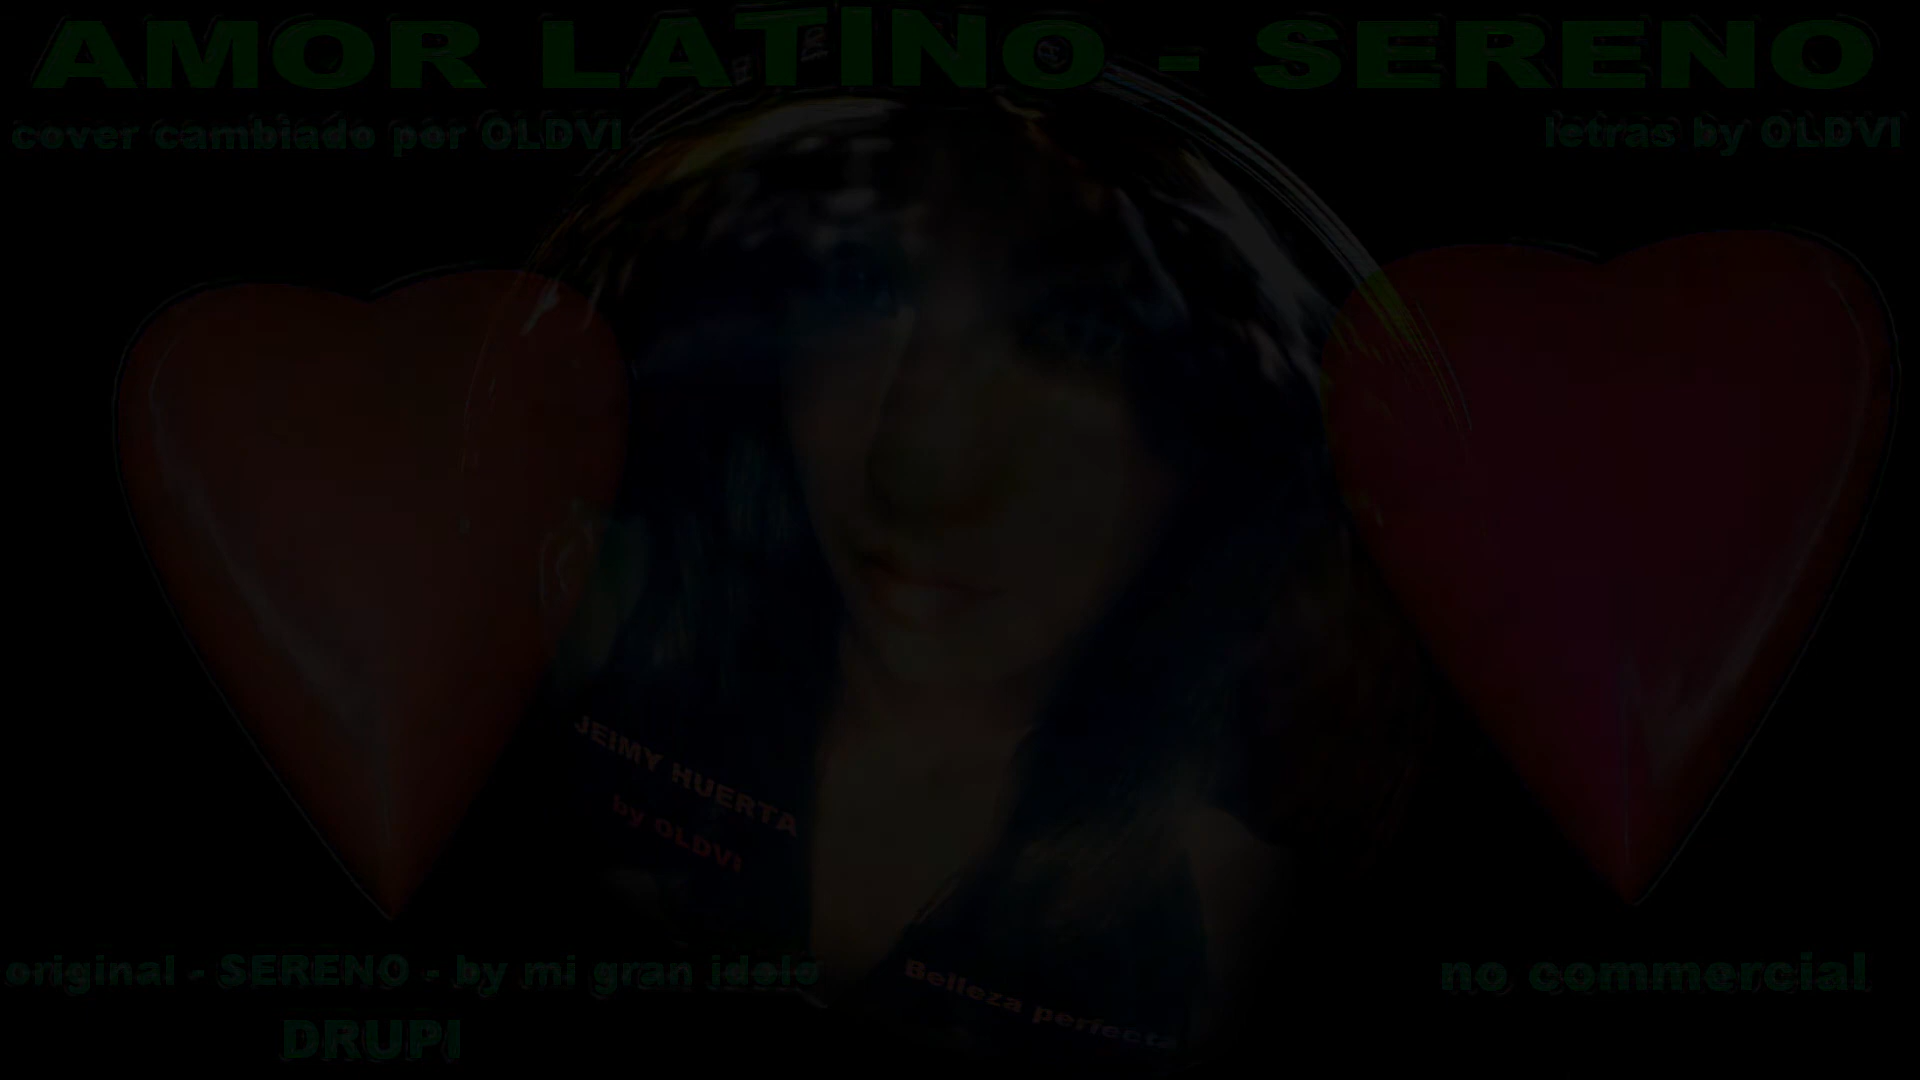 AMOR LATINO - SERENO
cover cambiado por OLDVI
letras by OLDVI
JEiMY HUERTA
by OLDVI
original - SERENO - by mi gran idolo
DRUPI
Belleza perfecta
no commercial